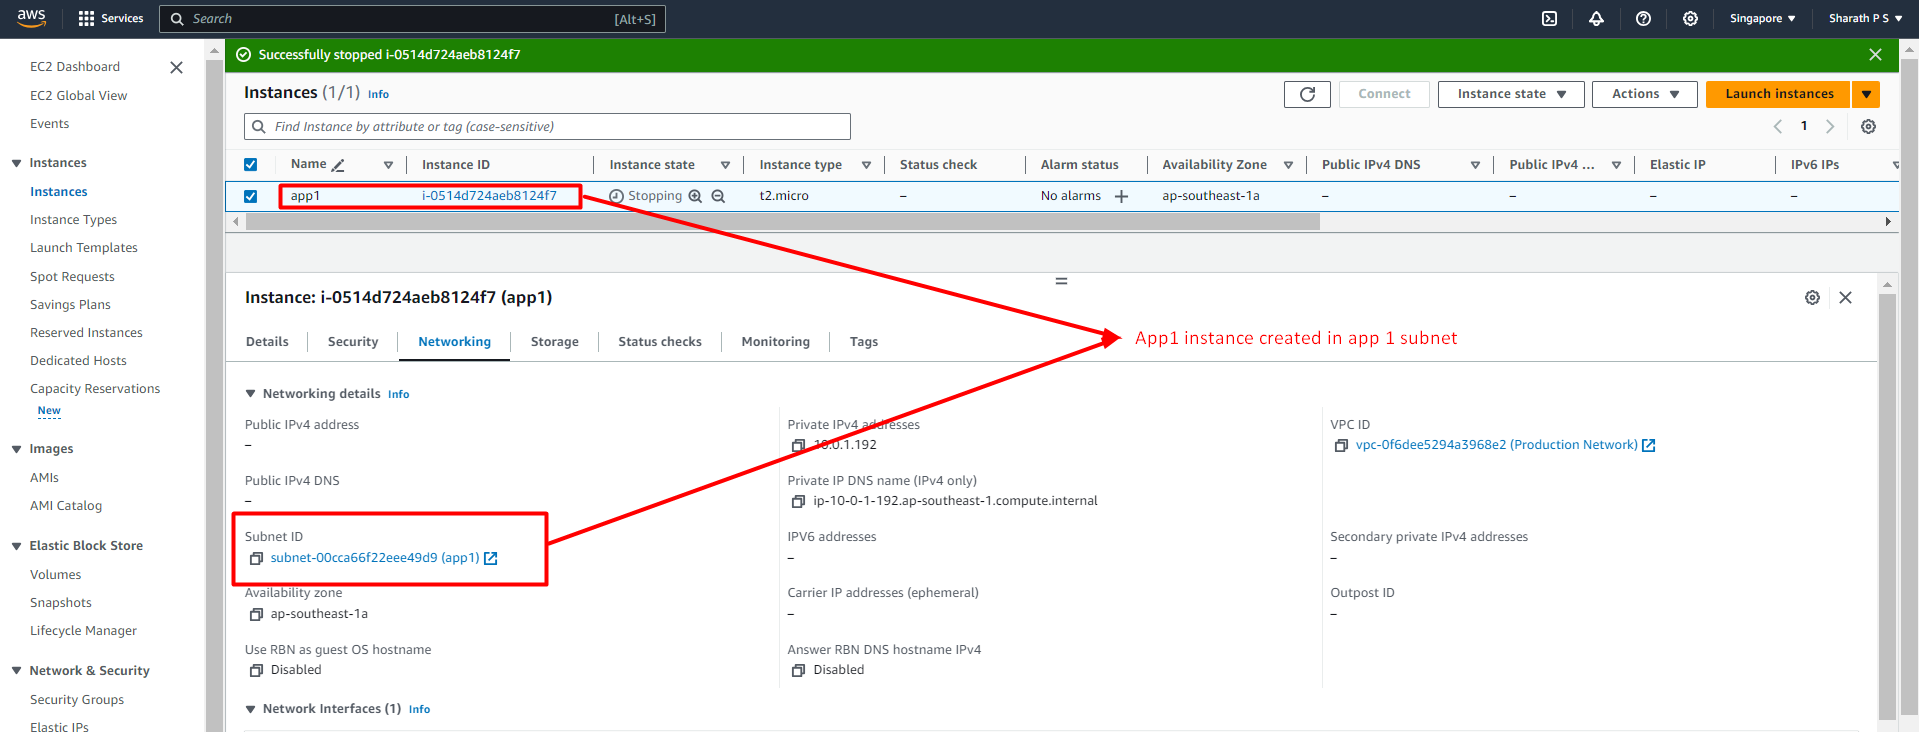 aws Services Search [Alt+S] Singapore Sharath P S
EC2 Dashboard
EC2 Global View
Events
Instances
Instances
Instance Types
Launch Templates
Spot Requests
Savings Plans
Reserved Instances
Dedicated Hosts
Capacity Reservations
New
Images
AMIs
AMI Catalog
Elastic Block Store
Volumes
Snapshots
Lifecycle Manager
Network & Security
Security Groups
Elastic IPs
Successfully stopped i-0514d724aeb8124f7
Instances (1/1) Info Connect Instance state Actions Launch instances
Find Instance by attribute or tag (case-sensitive) 1
Name Instance ID Instance state Instance type Status check Alarm status Availability Zone Public IPv4 DNS Public IPv4 ... Elastic IP IPv6 IPs
app1 i-0514d724aeb8124f7 Stopping t2.micro – No alarms ap-southeast-1a – – – –
Instance: i-0514d724aeb8124f7 (app1)
Details Security Networking Storage Status checks Monitoring Tags
App1 instance created in app 1 subnet
Networking details Info
Public IPv4 address Private IPv4 addresses VPC ID
– 10.0.1.192 vpc-0f6dee5294a3968e2 (Production Network)
Public IPv4 DNS Private IP DNS name (IPv4 only)
– ip-10-0-1-192.ap-southeast-1.compute.internal
Subnet ID IPV6 addresses Secondary private IPv4 addresses
subnet-00cca66f22eee49d9 (app1) – –
Availability zone Carrier IP addresses (ephemeral) Outpost ID
ap-southeast-1a – –
Use RBN as guest OS hostname Answer RBN DNS hostname IPv4
Disabled Disabled
Network Interfaces (1) Info